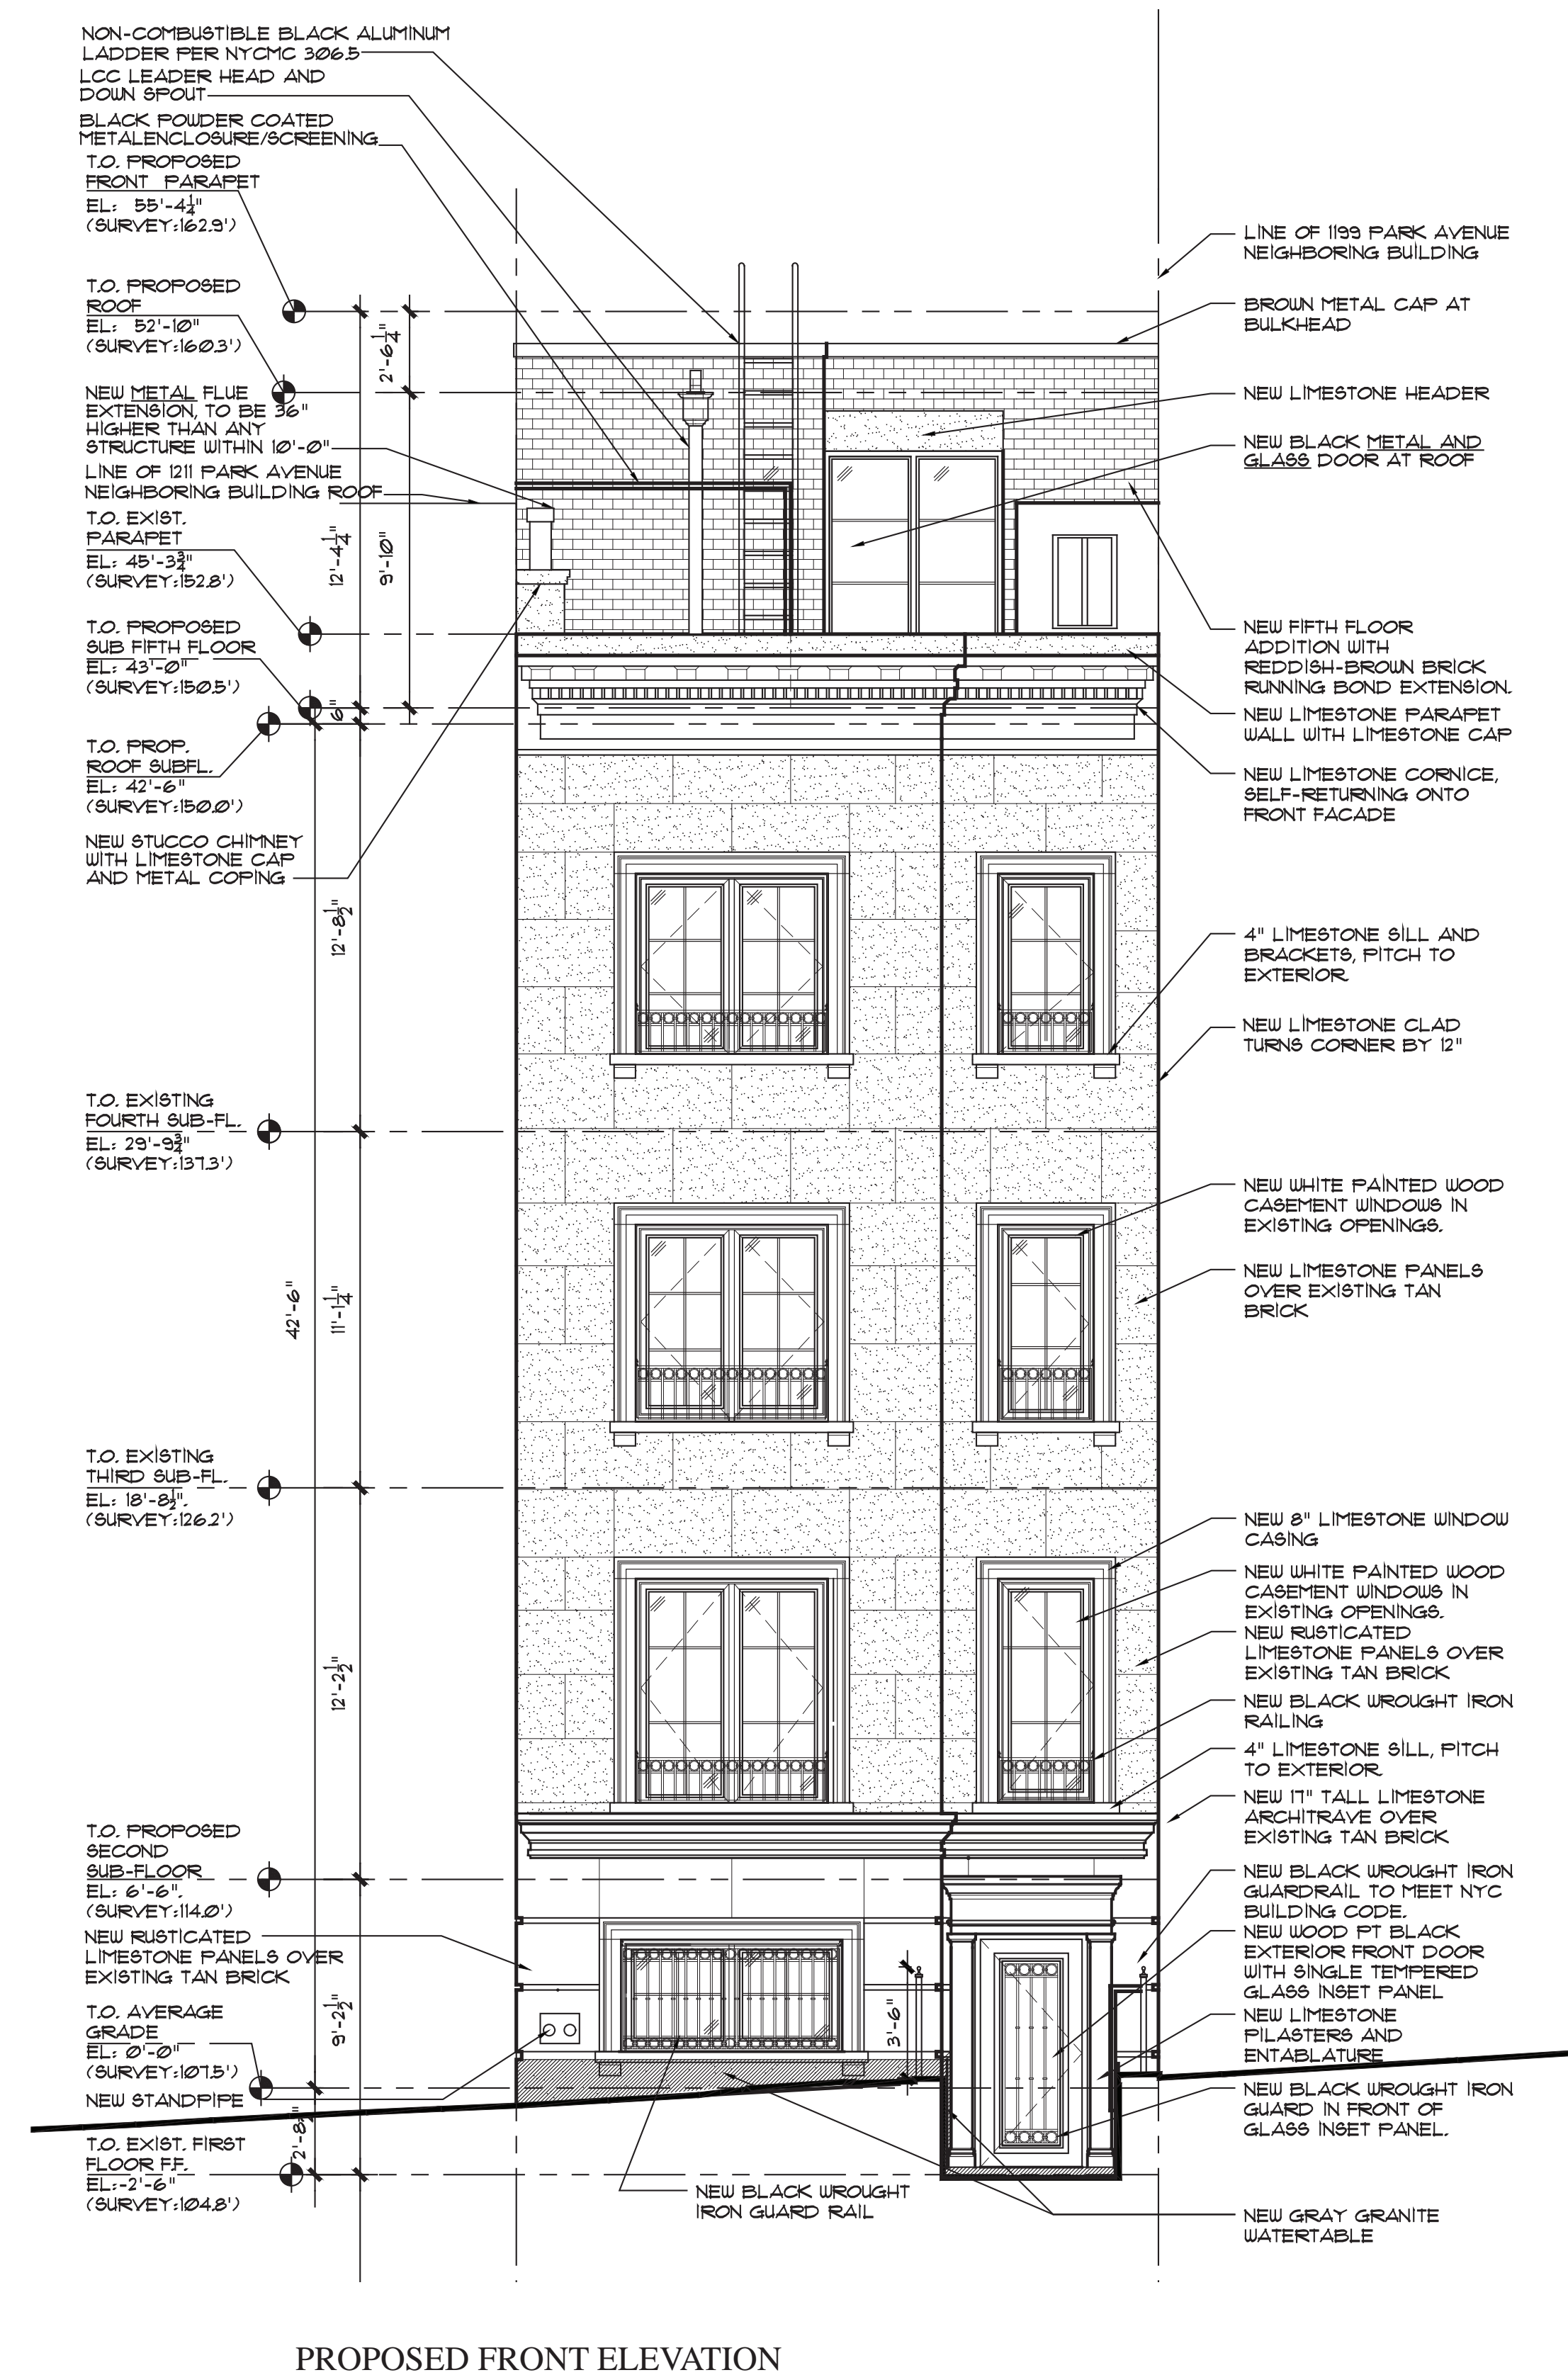 NON-COMBUSTIBLE BLACK ALUMINUM
LADDER PER NYCMC 306.5
LCC LEADER HEAD AND
DOWN SPOUT
BLACK POWDER COATED
METALENCLOSURE/SCREENING
T.O. PROPOSED
FRONT PARAPET
EL: 55'-4 1/4"
(SURVEY:162.9')
T.O. PROPOSED
ROOF
EL: 52'-10"
(SURVEY:160.3')
NEW METAL FLUE
EXTENSION, TO BE 36"
HIGHER THAN ANY
STRUCTURE WITHIN 10'-0"
LINE OF 1211 PARK AVENUE
NEIGHBORING BUILDING ROOF
T.O. EXIST.
PARAPET
EL: 45'-3 3/4"
(SURVEY:152.8')
T.O. PROPOSED
SUB FIFTH FLOOR
EL: 43'-0"
(SURVEY:150.5')
T.O. PROP.
ROOF SUBFL.
EL: 42'-6"
(SURVEY:150.0')
NEW STUCCO CHIMNEY
WITH LIMESTONE CAP
AND METAL COPING
T.O. EXISTING
FOURTH SUB-FL.
EL: 29'-9 3/4"
(SURVEY:137.3')
T.O. EXISTING
THIRD SUB-FL.
EL: 18'-8 1/2".
(SURVEY:126.2')
T.O. PROPOSED
SECOND
SUB-FLOOR
EL: 6'-6".
(SURVEY:114.0')
NEW RUSTICATED
LIMESTONE PANELS OVER
EXISTING TAN BRICK
T.O. AVERAGE
GRADE
EL: 0'-0"
(SURVEY:107.5')
NEW STANDPIPE
T.O. EXIST. FIRST
FLOOR F.F.
EL:-2'-6"
(SURVEY:104.8')
2'-6 1/4"
12'-4 1/4"
9'-10"
6"
12'-8 1/2"
42'-6"
11'-1 1/4"
12'-2 1/2"
9'-2 1/2"
3'-6"
LINE OF 1199 PARK AVENUE
NEIGHBORING BUILDING
BROWN METAL CAP AT
BULKHEAD
NEW LIMESTONE HEADER
NEW BLACK METAL AND
GLASS DOOR AT ROOF
NEW FIFTH FLOOR
ADDITION WITH
REDDISH-BROWN BRICK
RUNNING BOND EXTENSION.
NEW LIMESTONE PARAPET
WALL WITH LIMESTONE CAP
NEW LIMESTONE CORNICE,
SELF-RETURNING ONTO
FRONT FACADE
4" LIMESTONE SILL AND
BRACKETS, PITCH TO
EXTERIOR
NEW LIMESTONE CLAD
TURNS CORNER BY 12"
NEW WHITE PAINTED WOOD
CASEMENT WINDOWS IN
EXISTING OPENINGS.
NEW LIMESTONE PANELS
OVER EXISTING TAN
BRICK
NEW 8" LIMESTONE WINDOW
CASING
NEW WHITE PAINTED WOOD
CASEMENT WINDOWS IN
EXISTING OPENINGS.
NEW RUSTICATED
LIMESTONE PANELS OVER
EXISTING TAN BRICK
NEW BLACK WROUGHT IRON
RAILING
4" LIMESTONE SILL, PITCH
TO EXTERIOR
NEW 17" TALL LIMESTONE
ARCHITRAVE OVER
EXISTING TAN BRICK
NEW BLACK WROUGHT IRON
GUARDRAIL TO MEET NYC
BUILDING CODE.
NEW WOOD PT BLACK
EXTERIOR FRONT DOOR
WITH SINGLE TEMPERED
GLASS INSET PANEL
NEW LIMESTONE
PILASTERS AND
ENTABLATURE
NEW BLACK WROUGHT IRON
GUARD IN FRONT OF
GLASS INSET PANEL.
NEW GRAY GRANITE
WATERTABLE
NEW BLACK WROUGHT
IRON GUARD RAIL
PROPOSED FRONT ELEVATION